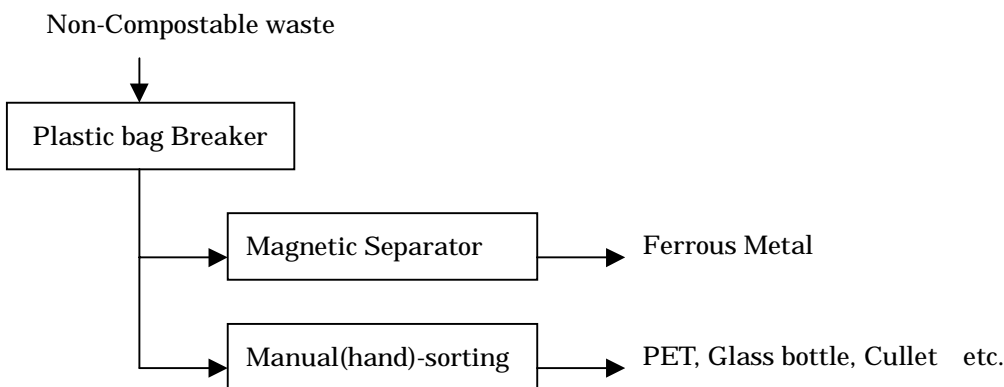 Non-Compostable waste
Plastic bag Breaker
Magnetic Separator
Ferrous Metal
Manual(hand)-sorting
PET, Glass bottle, Cullet etc.